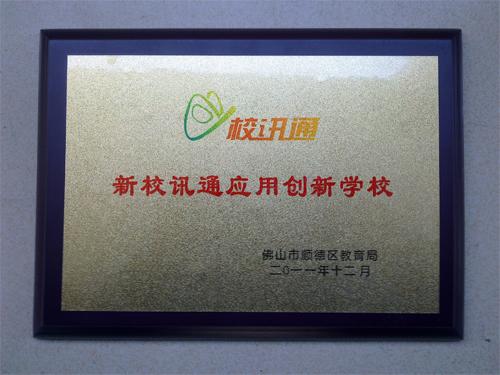 校讯通
新校讯通应用创新学校
佛山市顺德区教育局
二〇一一年十二月